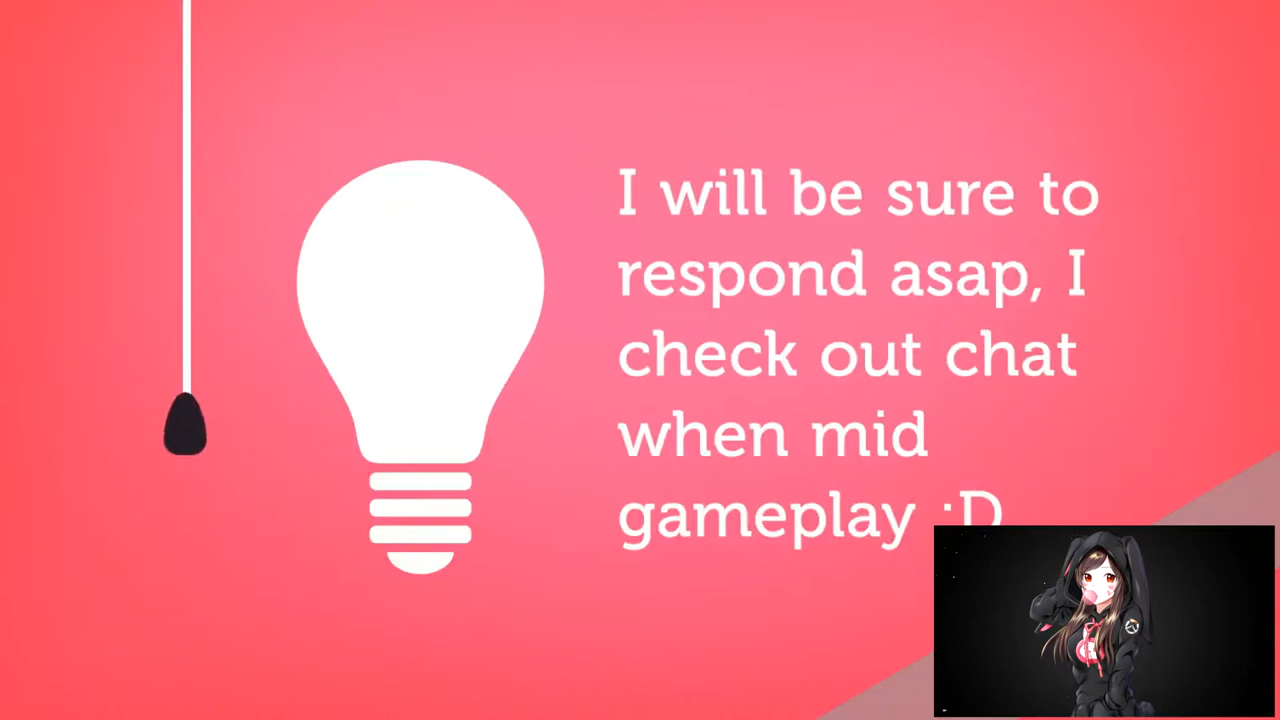 I will be sure to
respond asap, I
check out chat
when mid
gameplay :D